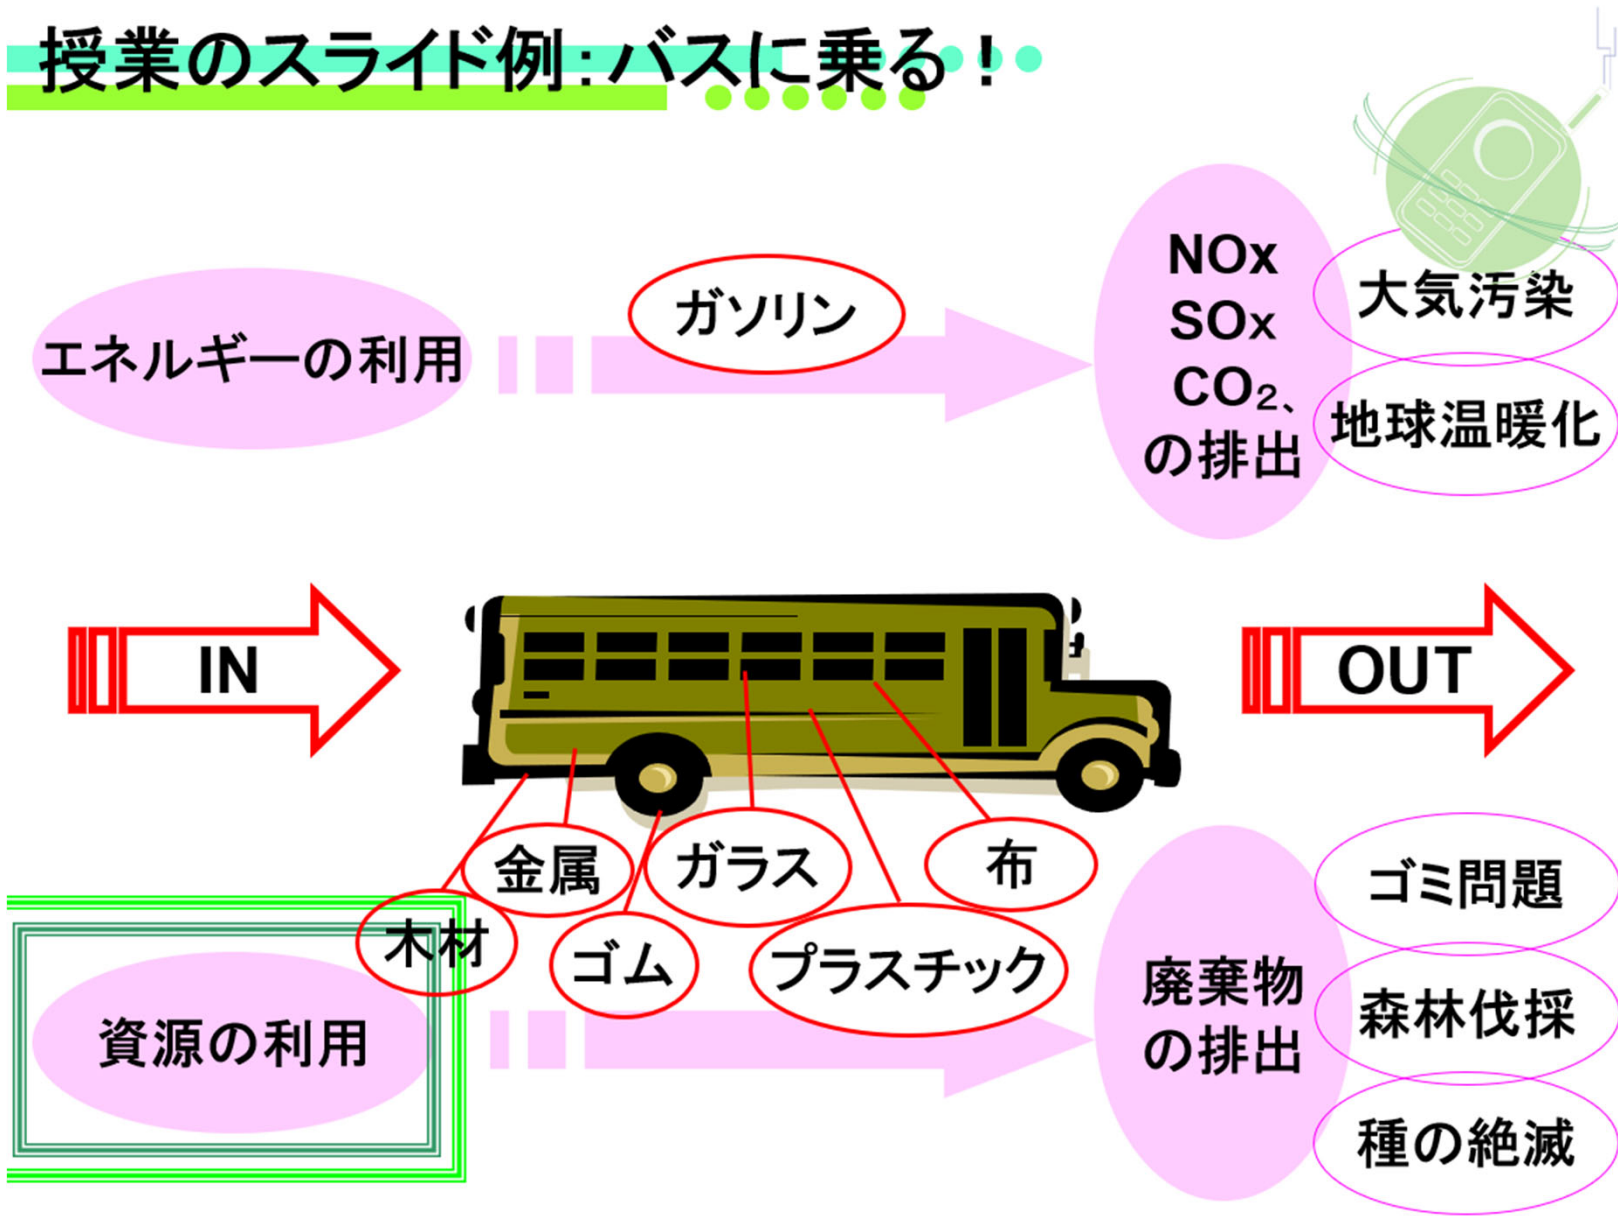 授業のスライド例：バスに乗る！
エネルギーの利用
ガソリン
NOx
SOx
CO₂、
の排出
大気汚染
地球温暖化
IN
OUT
金属
ガラス
布
木材
ゴム
プラスチック
資源の利用
廃棄物
の排出
ゴミ問題
森林伐採
種の絶滅